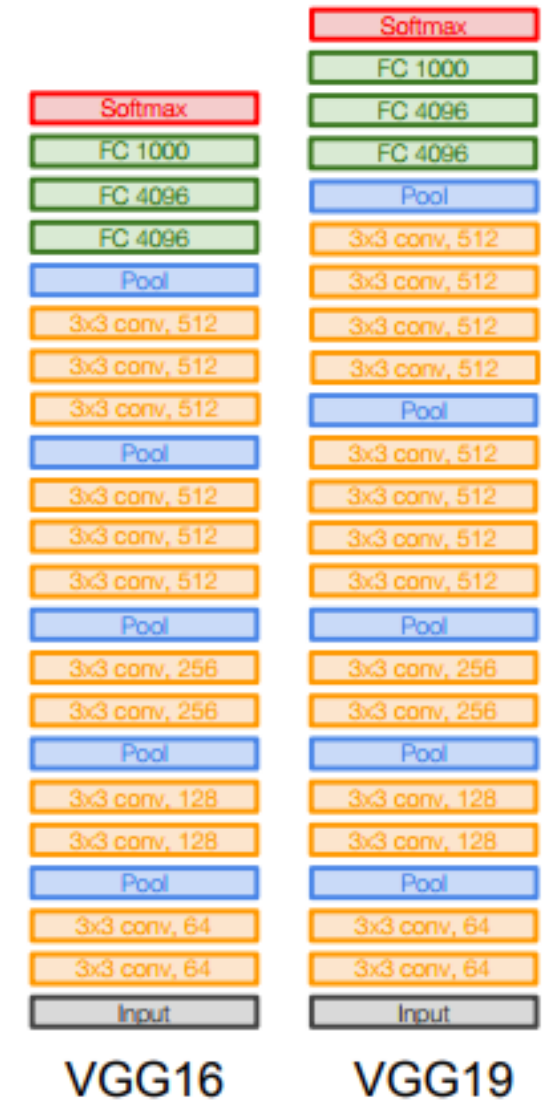 Softmax
FC 1000
FC 4096
FC 4096
Pool
3x3 conv, 512
3x3 conv, 512
3x3 conv, 512
Pool
3x3 conv, 512
3x3 conv, 512
3x3 conv, 512
Pool
3x3 conv, 256
3x3 conv, 256
Pool
3x3 conv, 128
3x3 conv, 128
Pool
3x3 conv, 64
3x3 conv, 64
Input
VGG16
Softmax
FC 1000
FC 4096
FC 4096
Pool
3x3 conv, 512
3x3 conv, 512
3x3 conv, 512
3x3 conv, 512
Pool
3x3 conv, 512
3x3 conv, 512
3x3 conv, 512
3x3 conv, 512
Pool
3x3 conv, 256
3x3 conv, 256
Pool
3x3 conv, 128
3x3 conv, 128
Pool
3x3 conv, 64
3x3 conv, 64
Input
VGG19